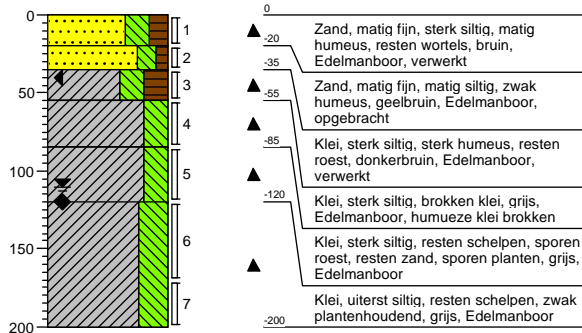 0
50
100
150
200
1
2
3
4
5
6
7
0
Zand, matig fijn, sterk siltig, matig
humeus, resten wortels, bruin,
Edelmanboor, verwerkt
-20
Zand, matig fijn, matig siltig, zwak
humeus, geelbruin, Edelmanboor,
opgebracht
-35
Klei, sterk siltig, sterk humeus, resten
roest, donkerbruin, Edelmanboor,
verwerkt
-55
Klei, sterk siltig, brokken klei, grijs,
Edelmanboor, humueze klei brokken
-85
Klei, sterk siltig, resten schelpen, sporen
roest, resten zand, sporen planten, grijs,
Edelmanboor
-120
Klei, uiterst siltig, resten schelpen, zwak
plantenhoudend, grijs, Edelmanboor
-200